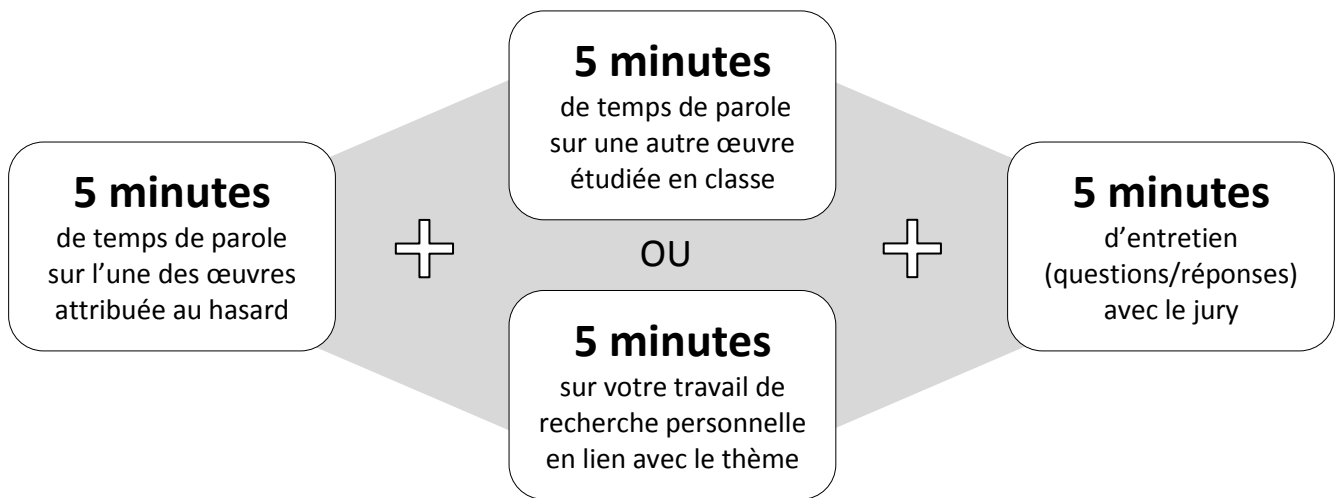 5 minutes
de temps de parole
sur l’une des œuvres
attribuée au hasard
5 minutes
de temps de parole
sur une autre œuvre
étudiée en classe
OU
5 minutes
sur votre travail de
recherche personnelle
en lien avec le thème
5 minutes
d’entretien
(questions/réponses)
avec le jury